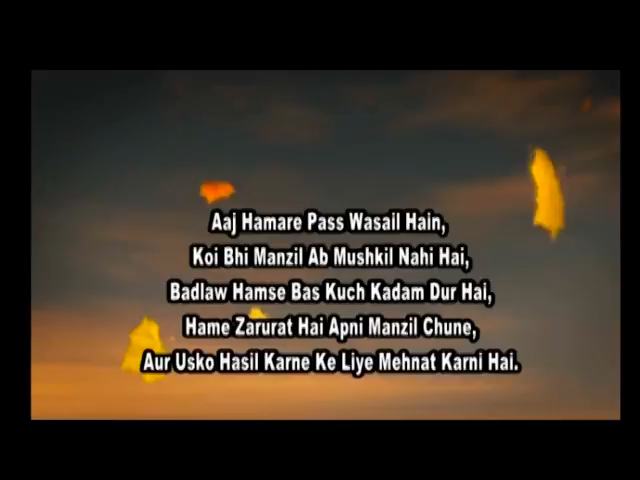 Aaj Hamare Pass Wasail Hain,
Koi Bhi Manzil Ab Mushkil Nahi Hai,
Badlaw Hamse Bas Kuch Kadam Dur Hai,
Hame Zarurat Hai Apni Manzil Chune,
Aur Usko Hasil Karne Ke Liye Mehnat Karni Hai.